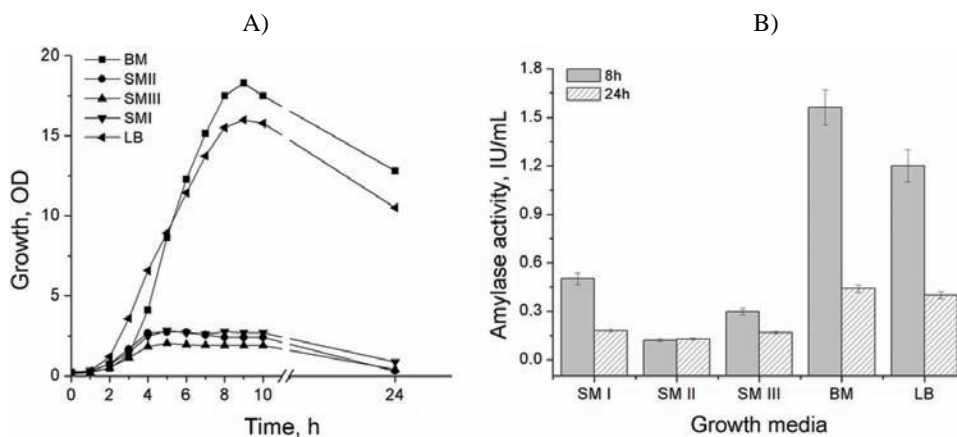 A)
B)
20
15
10
5
0
Growth, OD
BM
SMII
SMIII
SMI
LB
0 2 4 6 8 10 24
Time, h
1.8
1.5
1.2
0.9
0.6
0.3
0.0
Amylase activity, IU/mL
8h
24h
SM I SM II SM III BM LB
Growth media